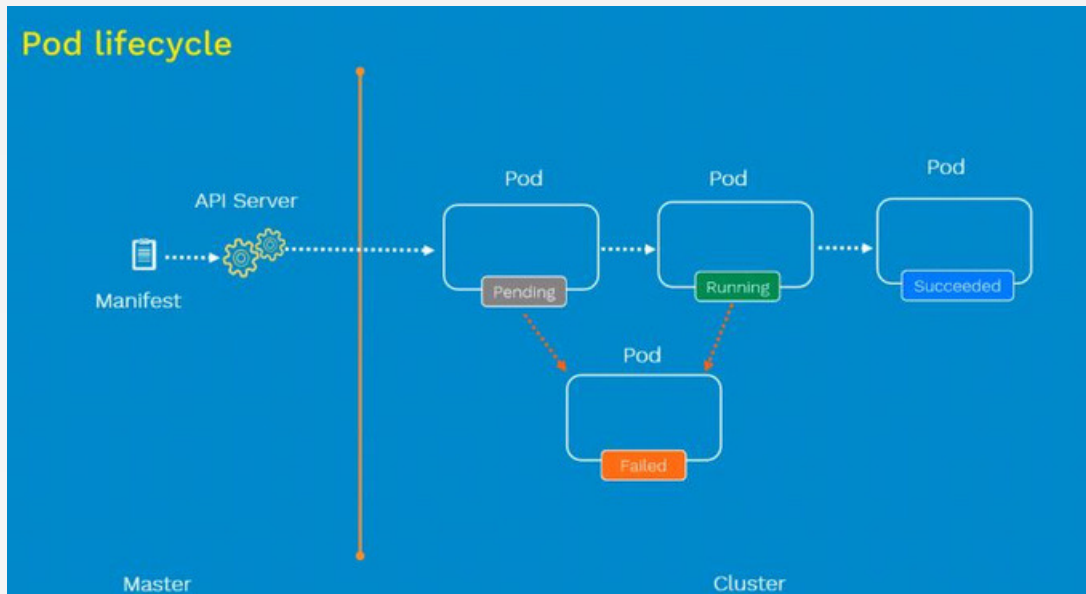 Pod lifecycle
API Server
Manifest
Pod
Pending
Pod
Running
Pod
Succeeded
Pod
Failed
Master
Cluster